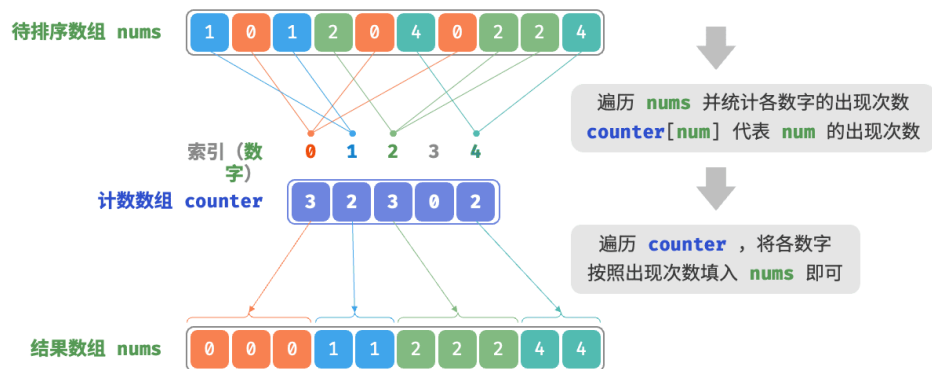 待排序数组 nums
1 0 1 2 0 4 0 2 2 4
遍历 nums 并统计各数字的出现次数
counter[num] 代表 num 的出现次数
索引（数
字）
0 1 2 3 4
计数数组 counter
3 2 3 0 2
遍历 counter ，将各数字
按照出现次数填入 nums 即可
结果数组 nums
0 0 0 1 1 2 2 2 4 4